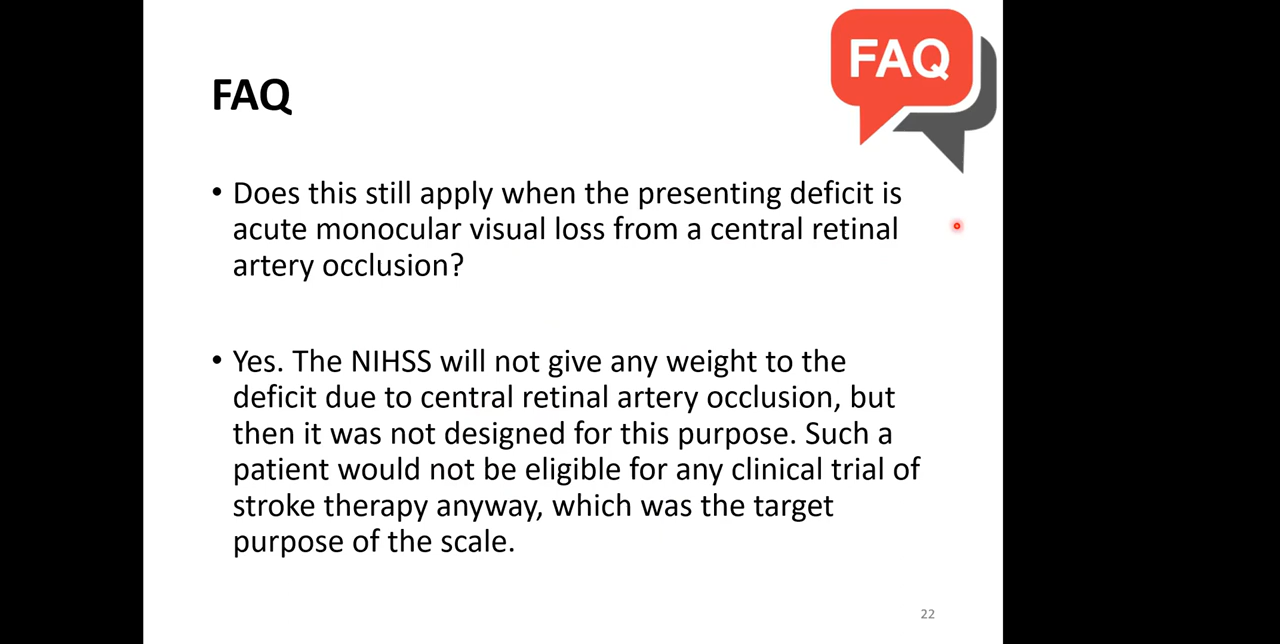 FAQ
FAQ
• Does this still apply when the presenting deficit is
acute monocular visual loss from a central retinal
artery occlusion?
• Yes. The NIHSS will not give any weight to the
deficit due to central retinal artery occlusion, but
then it was not designed for this purpose. Such a
patient would not be eligible for any clinical trial of
stroke therapy anyway, which was the target
purpose of the scale.
22